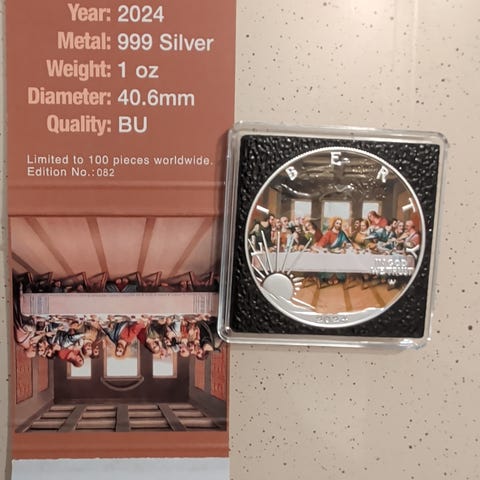 Year: 2024
Metal: 999 Silver
Weight: 1 oz
Diameter: 40.6mm
Quality: BU
Limited to 100 pieces worldwide.
Edition No.: 082
B E R T
IN GOD
WE TRUST
2024